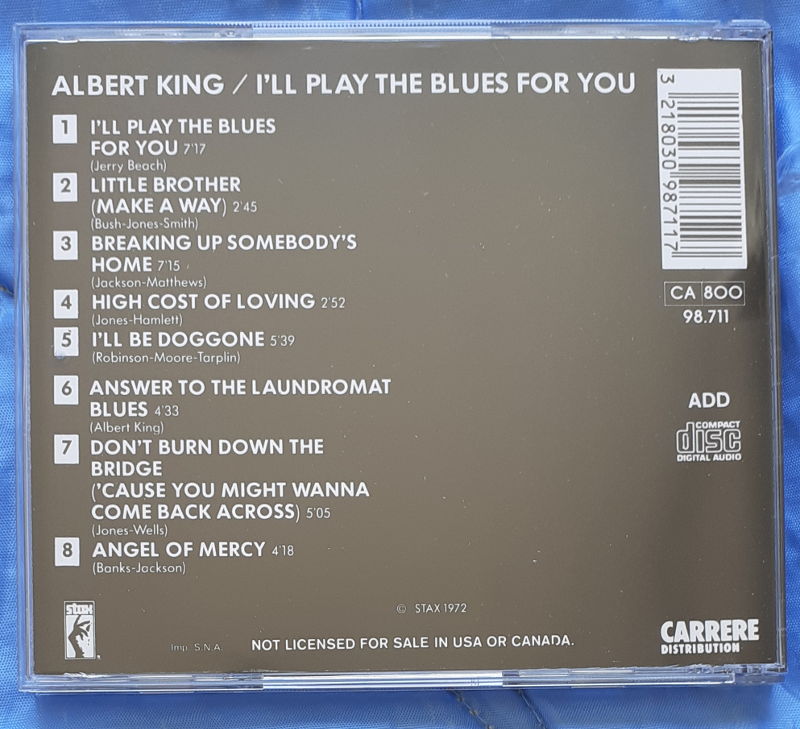 ALBERT KING / I'LL PLAY THE BLUES FOR YOU
1 I'LL PLAY THE BLUES
FOR YOU 7'17
(Jerry Beach)
2 LITTLE BROTHER
(MAKE A WAY) 2'45
(Bush-Jones-Smith)
3 BREAKING UP SOMEBODY'S
HOME 7'15
(Jackson-Matthews)
4 HIGH COST OF LOVING 2'52
(Jones-Hamlett)
5 I'LL BE DOGGONE 5'39
(Robinson-Moore-Tarplin)
6 ANSWER TO THE LAUNDROMAT
BLUES 4'33
(Albert King)
7 DON'T BURN DOWN THE
BRIDGE
('CAUSE YOU MIGHT WANNA
COME BACK ACROSS) 5'05
(Jones-Wells)
8 ANGEL OF MERCY 4'18
(Banks-Jackson)
3 218030 987117
CA 800
98.711
ADD
COMPACT
disc
DIGITAL AUDIO
© STAX 1972
stax
Imp. S.N.A.
NOT LICENSED FOR SALE IN USA OR CANADA.
CARRERE
DISTRIBUTION